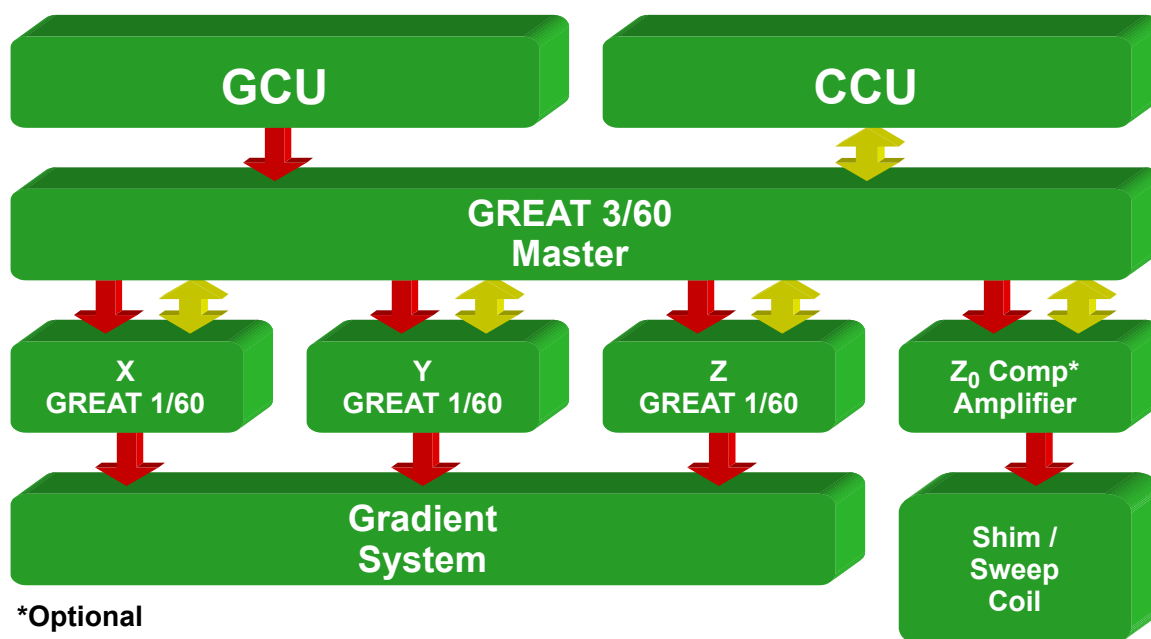 GCU
CCU
GREAT 3/60
Master
X
GREAT 1/60
Y
GREAT 1/60
Z
GREAT 1/60
Z₀ Comp*
Amplifier
Gradient
System
Shim /
Sweep
Coil
*Optional